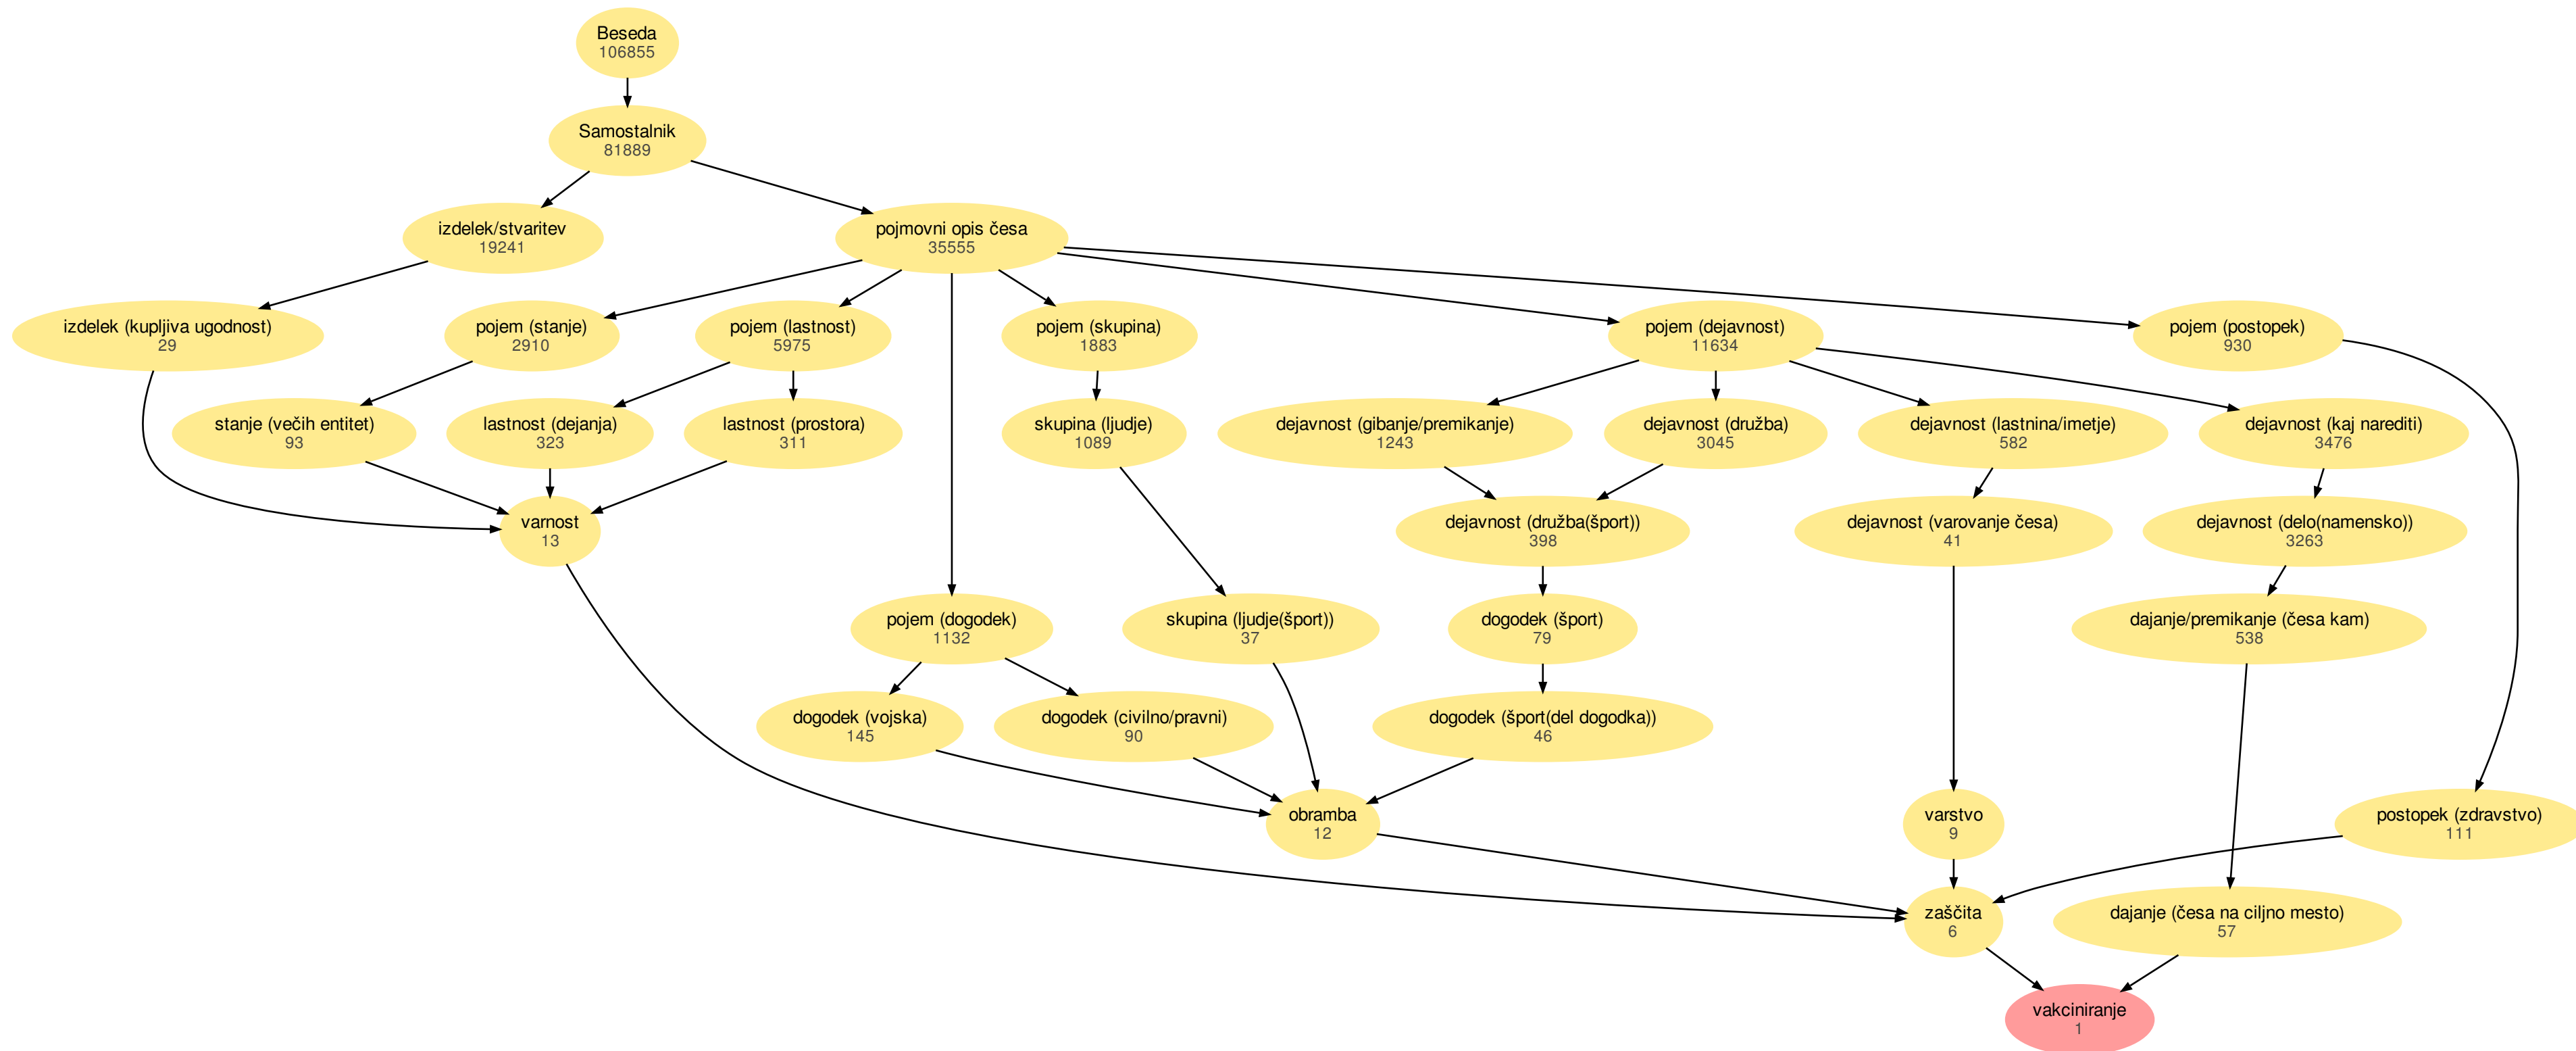 Beseda
106855
Samostalnik
81889
izdelek/stvaritev
19241
pojmovni opis česa
35555
izdelek (kupljiva ugodnost)
29
pojem (stanje)
2910
pojem (lastnost)
5975
pojem (skupina)
1883
pojem (dejavnost)
11634
pojem (postopek)
930
stanje (večih entitet)
93
lastnost (dejanja)
323
lastnost (prostora)
311
skupina (ljudje)
1089
dejavnost (gibanje/premikanje)
1243
dejavnost (družba)
3045
dejavnost (lastnina/imetje)
582
dejavnost (kaj narediti)
3476
varnost
13
dejavnost (družba(šport))
398
dejavnost (varovanje česa)
41
dejavnost (delo(namensko))
3263
pojem (dogodek)
1132
skupina (ljudje(šport))
37
dogodek (šport)
79
dajanje/premikanje (česa kam)
538
dogodek (vojska)
145
dogodek (civilno/pravni)
90
dogodek (šport(del dogodka))
46
obramba
12
varstvo
9
postopek (zdravstvo)
111
zaščita
6
dajanje (česa na ciljno mesto)
57
vakciniranje
1